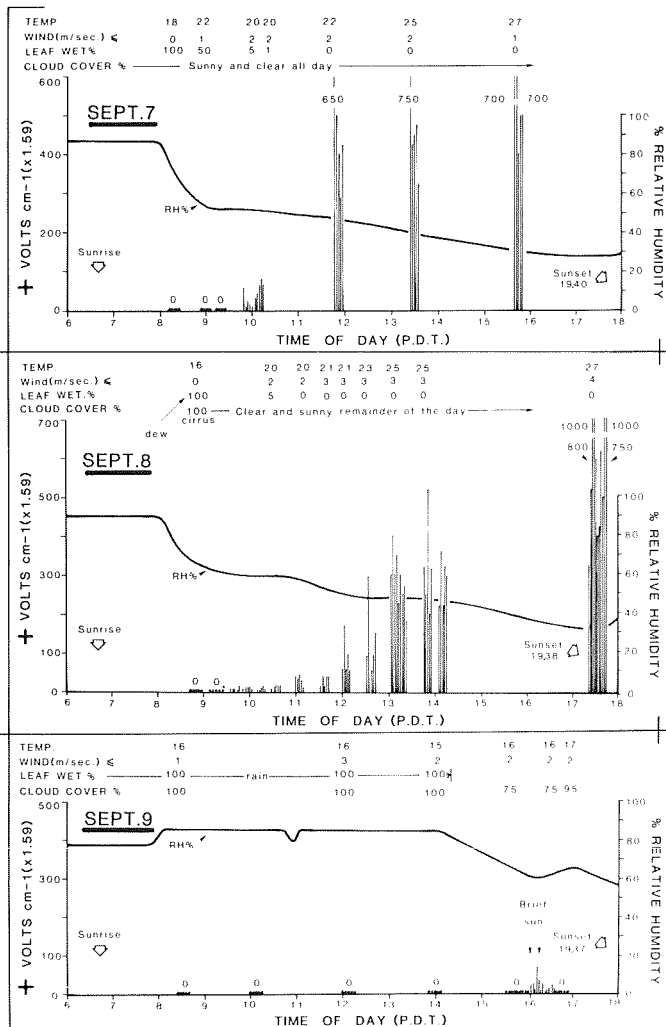 TEMP 18 22 20 20 22 25 27
WIND(m/sec.) ≤ 0 1 2 2 2 2 1
LEAF WET% 100 50 5 1 0 0 0
CLOUD COVER % Sunny and clear all day
600
400
200
0
+ VOLTS cm-1(x1.59)
SEPT.7
650 750 700 700
RH%
Sunrise
Sunset
19,40
0 0 0
100
80
60
40
20
0
% RELATIVE HUMIDITY
6 7 8 9 10 11 12 13 14 15 16 17 18
TIME OF DAY (P.D.T.)
TEMP. 16 20 20 21 21 23 25 25 27
Wind(m/sec.) ≤ 0 2 2 3 3 3 3 3 4
LEAF WET.% 100 5 0 0 0 0 0 0 0
CLOUD COVER % 100 Clear and sunny remainder of the day
dew cirrus
700
500
300
100
0
+ VOLTS cm-1(x1.59)
SEPT.8
1000 1000
800 750
RH%
Sunrise
Sunset
19,38
0 0
100
80
60
40
20
0
% RELATIVE HUMIDITY
6 7 8 9 10 11 12 13 14 15 16 17 18
TIME OF DAY (P.D.T.)
TEMP. 16 16 15 16 16 17
WIND(m/sec.) ≤ 1 3 2 2 2 2
LEAF WET % 100 rain 100 100
CLOUD COVER % 100 100 100 75 75 95
500
300
100
0
+ VOLTS cm-1(x1.59)
SEPT.9
RH%
Brief
sun
Sunrise
Sunset
19,37
0 0 0 0 0 0
100
80
60
40
20
0
% RELATIVE HUMIDITY
6 7 8 9 10 11 12 13 14 15 16 17 18
TIME OF DAY (P.D.T.)